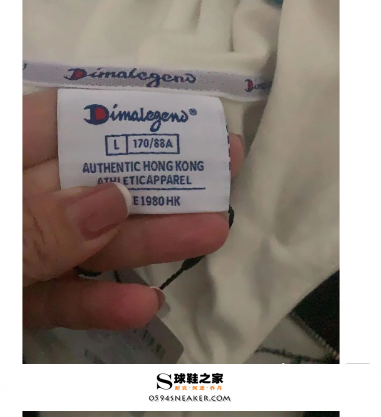 Dimalegend
Dimalegend®
L 170/88A
AUTHENTIC HONG KONG
ATHLETICAPPAREL
E 1980 HK
S球鞋之家
0594SNEAKER.COM